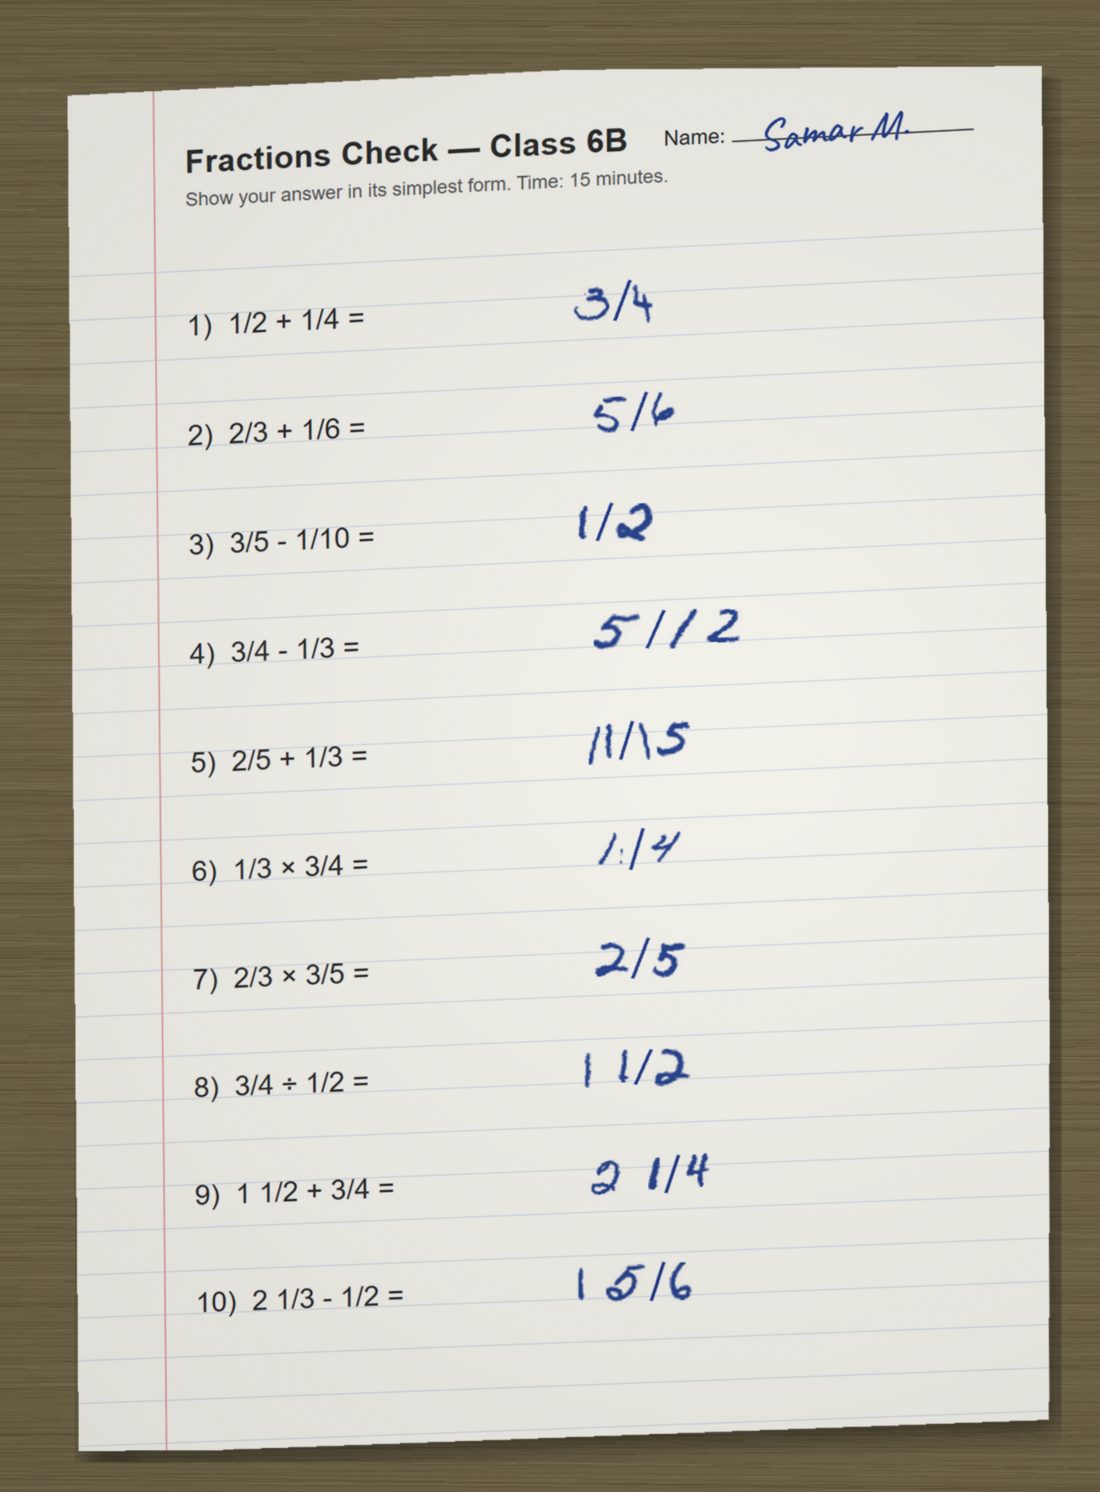 Fractions Check — Class 6B Name: Samar M.
Show your answer in its simplest form. Time: 15 minutes.
1) 1/2 + 1/4 = 3/4
2) 2/3 + 1/6 = 5/6
3) 3/5 - 1/10 = 1/2
4) 3/4 - 1/3 = 5/12
5) 2/5 + 1/3 = 11/15
6) 1/3 × 3/4 = 1/4
7) 2/3 × 3/5 = 2/5
8) 3/4 ÷ 1/2 = 1 1/2
9) 1 1/2 + 3/4 = 2 1/4
10) 2 1/3 - 1/2 = 1 5/6